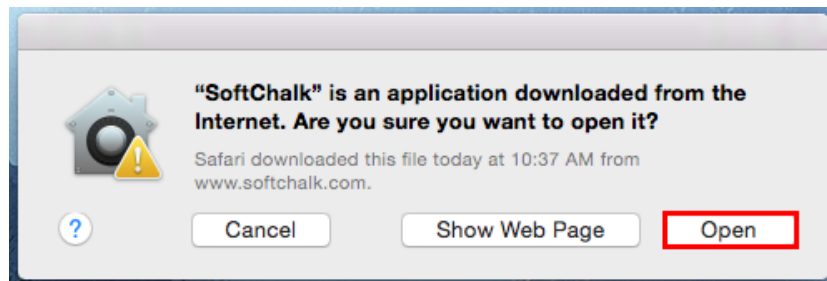 “SoftChalk” is an application downloaded from the
Internet. Are you sure you want to open it?
Safari downloaded this file today at 10:37 AM from
www.softchalk.com.
? Cancel Show Web Page Open